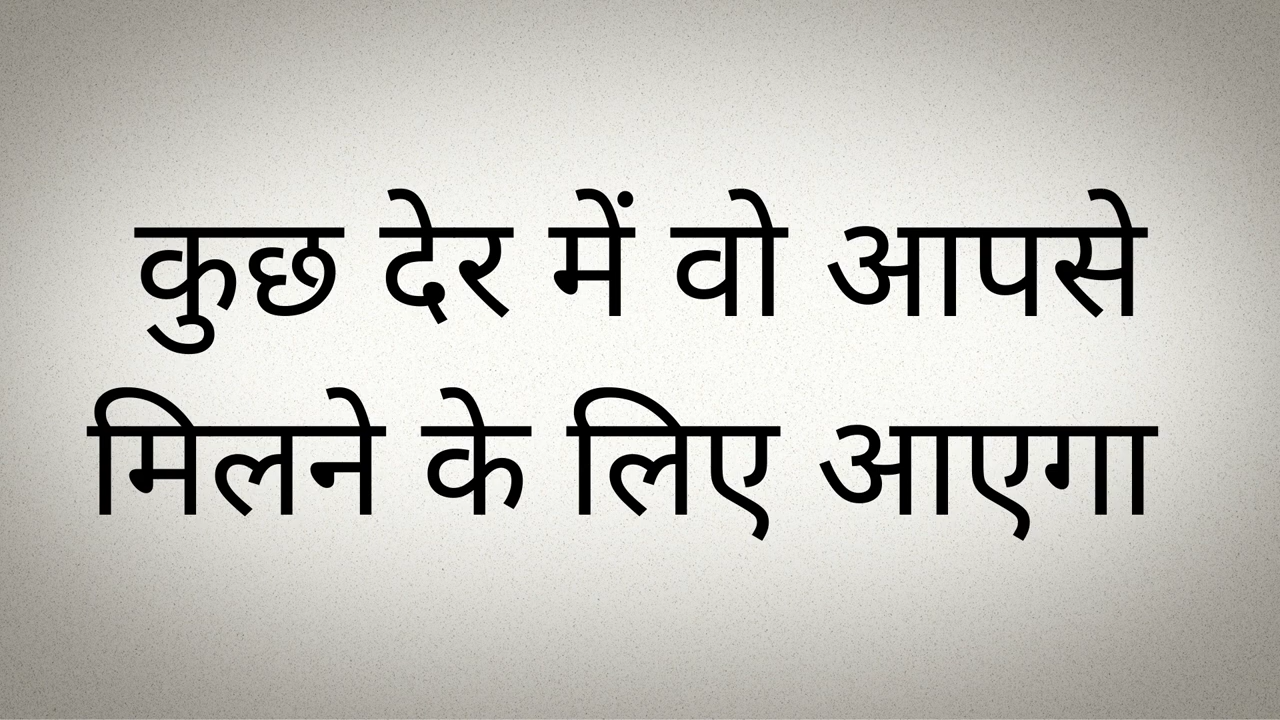 कुछ देर में वो आपसे
मिलने के लिए आएगा